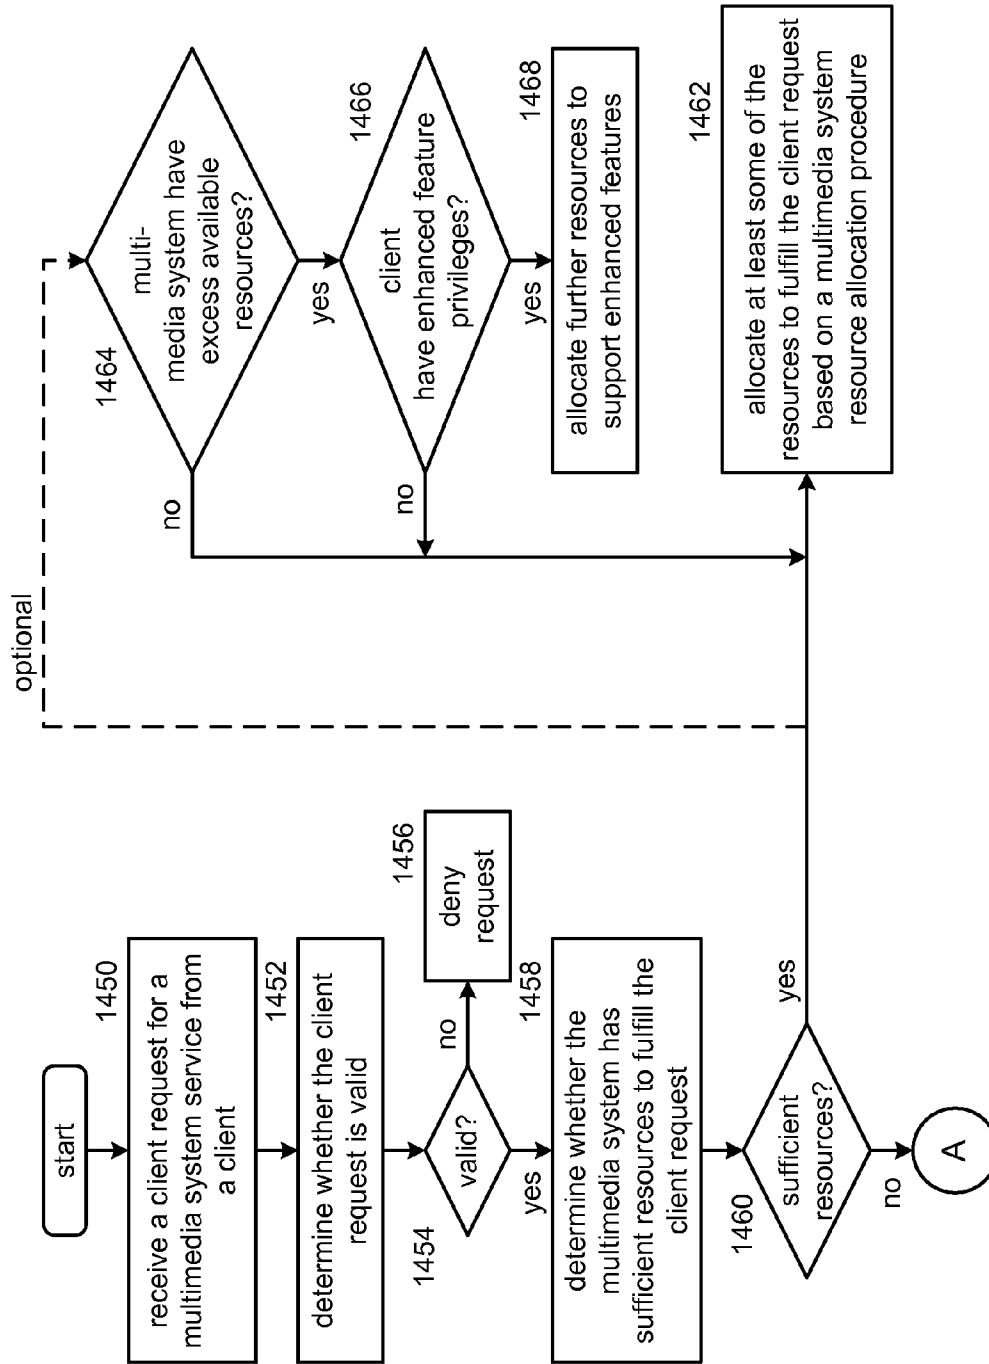 start
1450
receive a client request for a
multimedia system service from
a client
1452
determine whether the client
request is valid
1454
valid?
no
1456
deny
request
yes
1458
determine whether the
multimedia system has
sufficient resources to fulfill the
client request
1460
sufficient
resources?
no
A
yes
optional
1464
multi-
media system have
excess available
resources?
no
yes
1466
client
have enhanced feature
privileges?
no
yes
1468
allocate further resources to
support enhanced features
1462
allocate at least some of the
resources to fulfill the client request
based on a multimedia system
resource allocation procedure